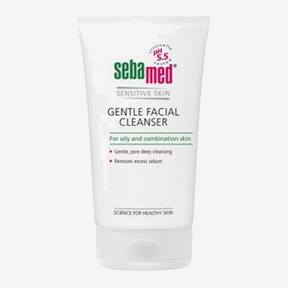 pH
5.5
sebamed
SENSITIVE SKIN
GENTLE FACIAL
CLEANSER
For oily and combination skin
• Gentle, pore deep cleansing
• Removes excess sebum
SCIENCE FOR HEALTHY SKIN